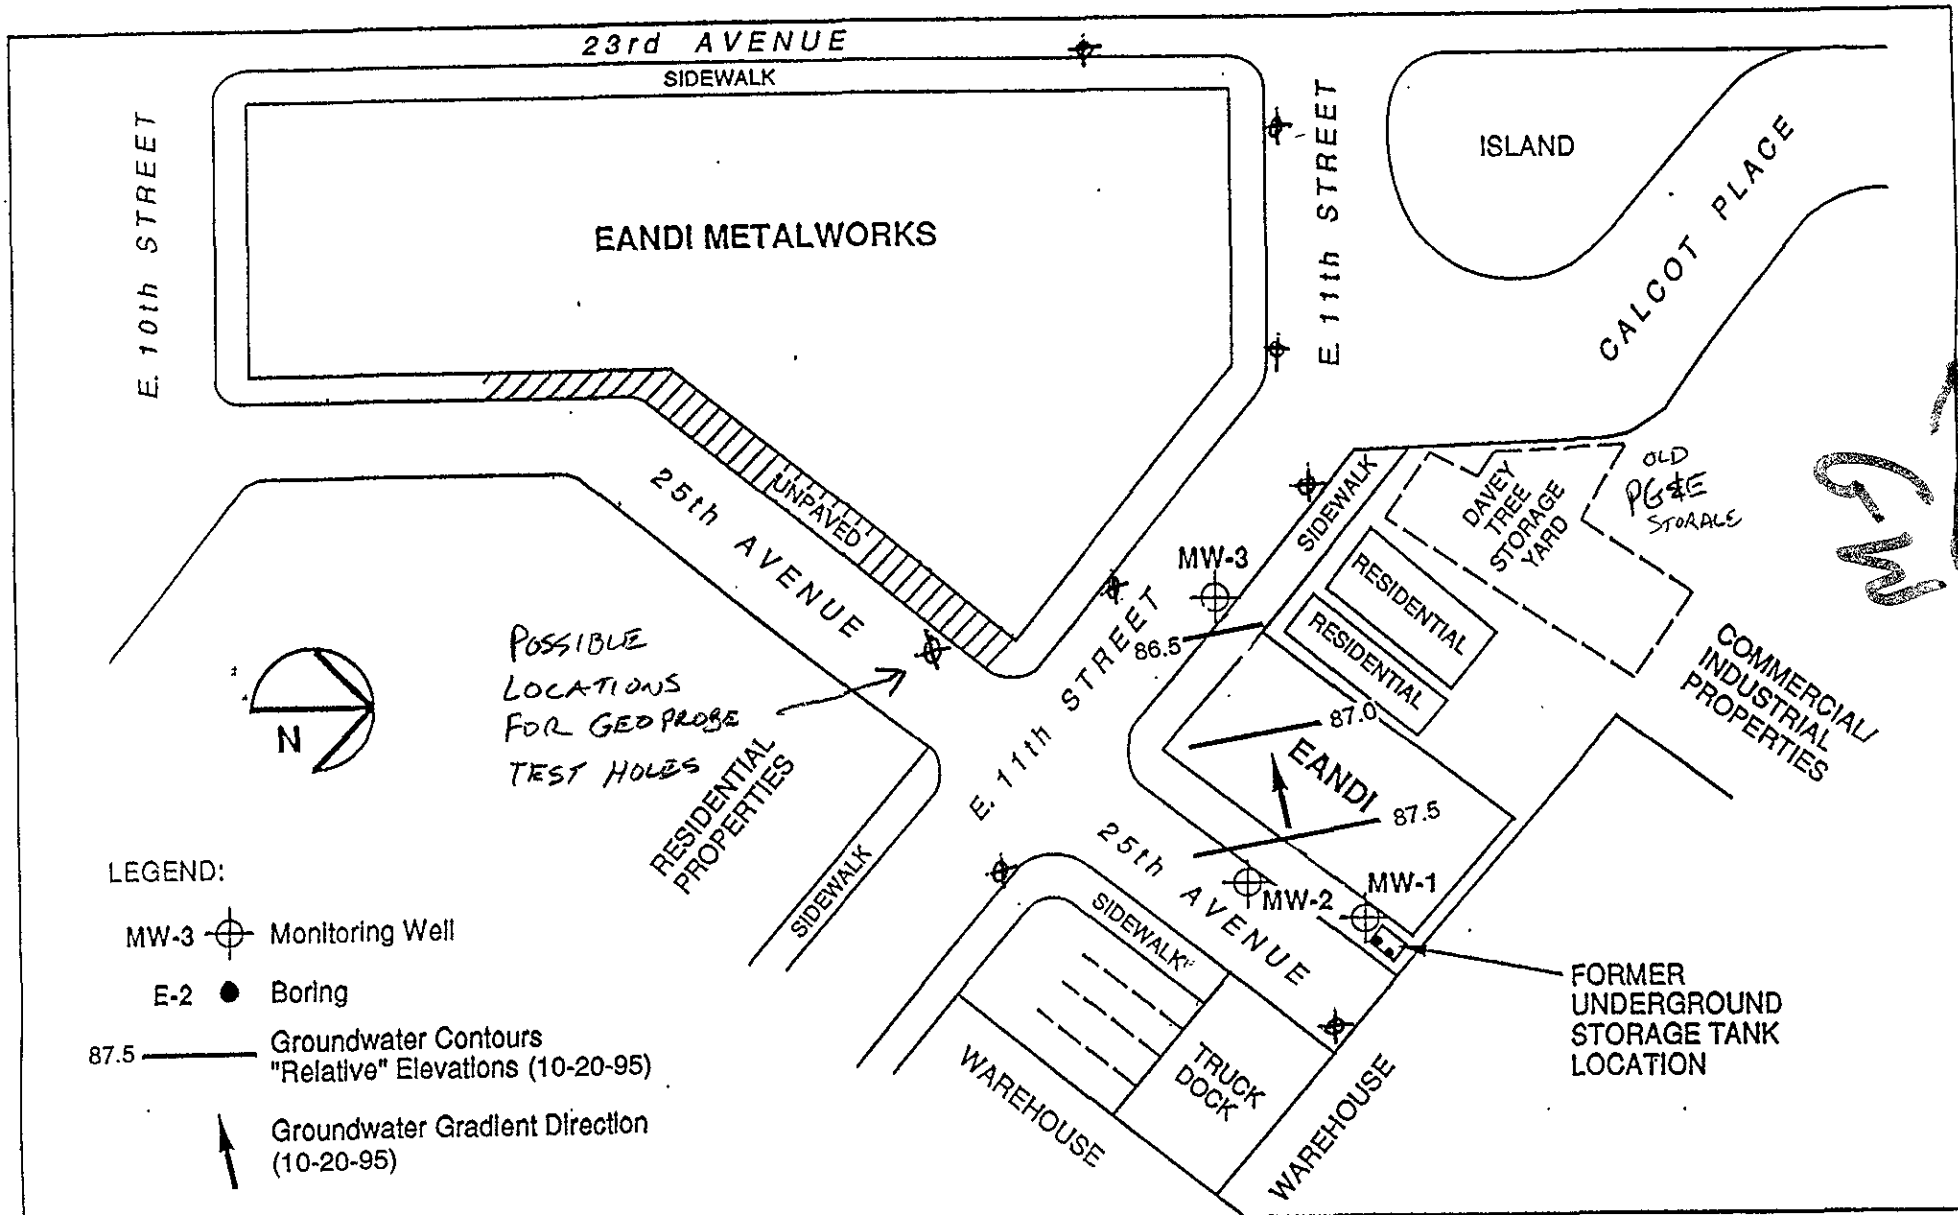 23rd AVENUE
SIDEWALK
E. 10th STREET
EANDI METALWORKS
E. 11th STREET
ISLAND
CALCOT PLACE
UNPAVED
25th AVENUE
SIDEWALK
DAVEY
TREE
STORAGE
YARD
OLD
PG&E
STORALE
MW-3
RESIDENTIAL
RESIDENTIAL
86.5
E. 11th STREET
COMMERCIAL/
INDUSTRIAL
PROPERTIES
POSSIBLE
LOCATIONS
FOR GEOPROBE
TEST HOLES
N
RESIDENTIAL
PROPERTIES
87.0
EANDI
87.5
25th AVENUE
MW-2
MW-1
SIDEWALK
SIDEWALK
TRUCK
DOCK
WAREHOUSE
WAREHOUSE
FORMER
UNDERGROUND
STORAGE TANK
LOCATION
LEGEND:
MW-3 Monitoring Well
E-2 Boring
87.5 Groundwater Contours
"Relative" Elevations (10-20-95)
Groundwater Gradient Direction
(10-20-95)